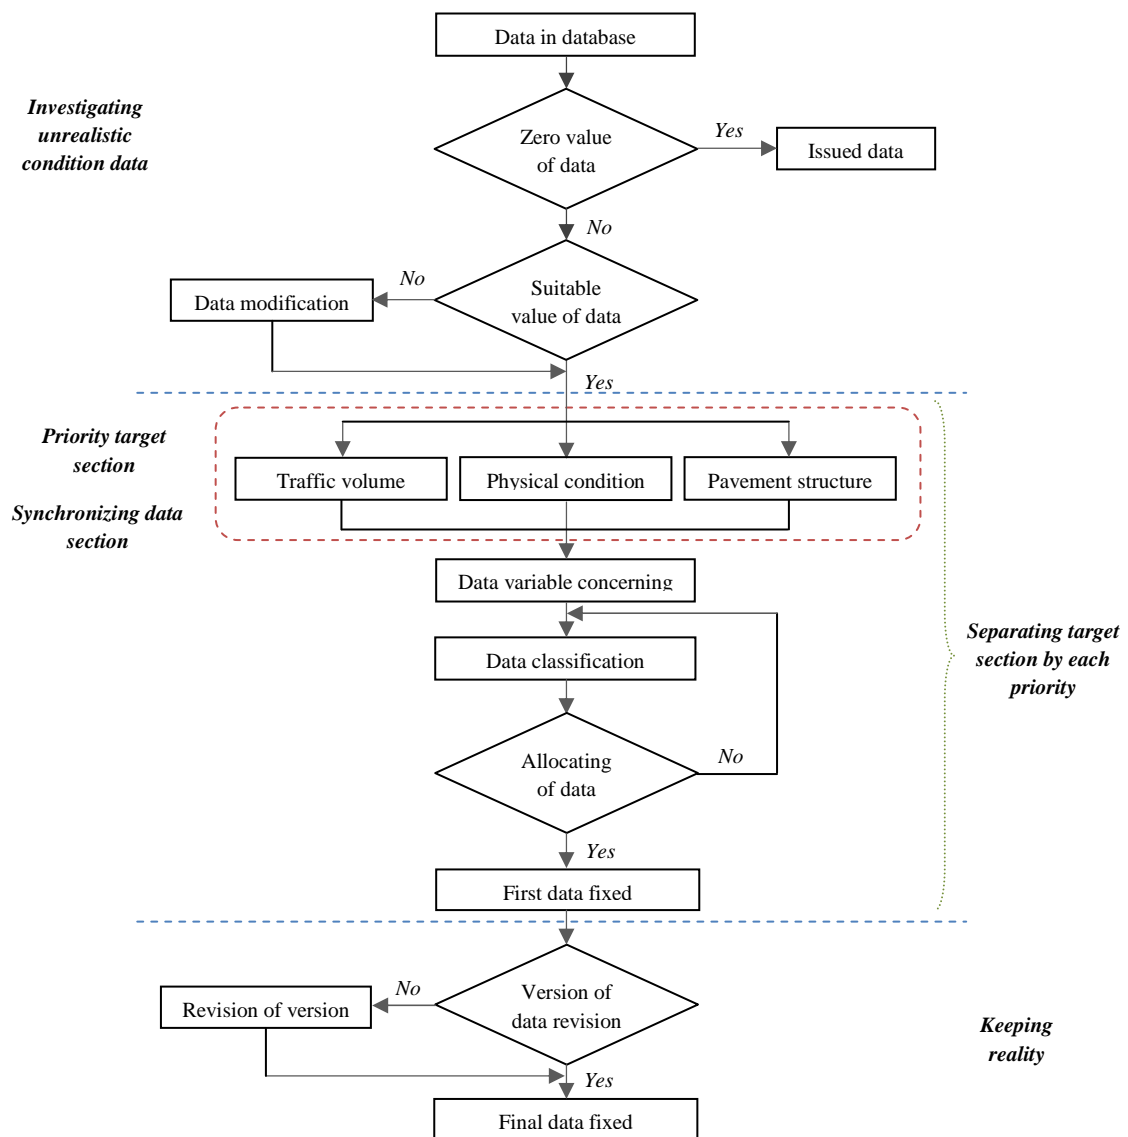 Data in database
Investigating
unrealistic
condition data
Zero value
of data
Yes
Issued data
No
Suitable
value of data
No
Data modification
Yes
Priority target
section
Synchronizing data
section
Traffic volume
Physical condition
Pavement structure
Data variable concerning
Data classification
Separating target
section by each
priority
Allocating
of data
No
Yes
First data fixed
Version of
data revision
No
Revision of version
Keeping
reality
Yes
Final data fixed